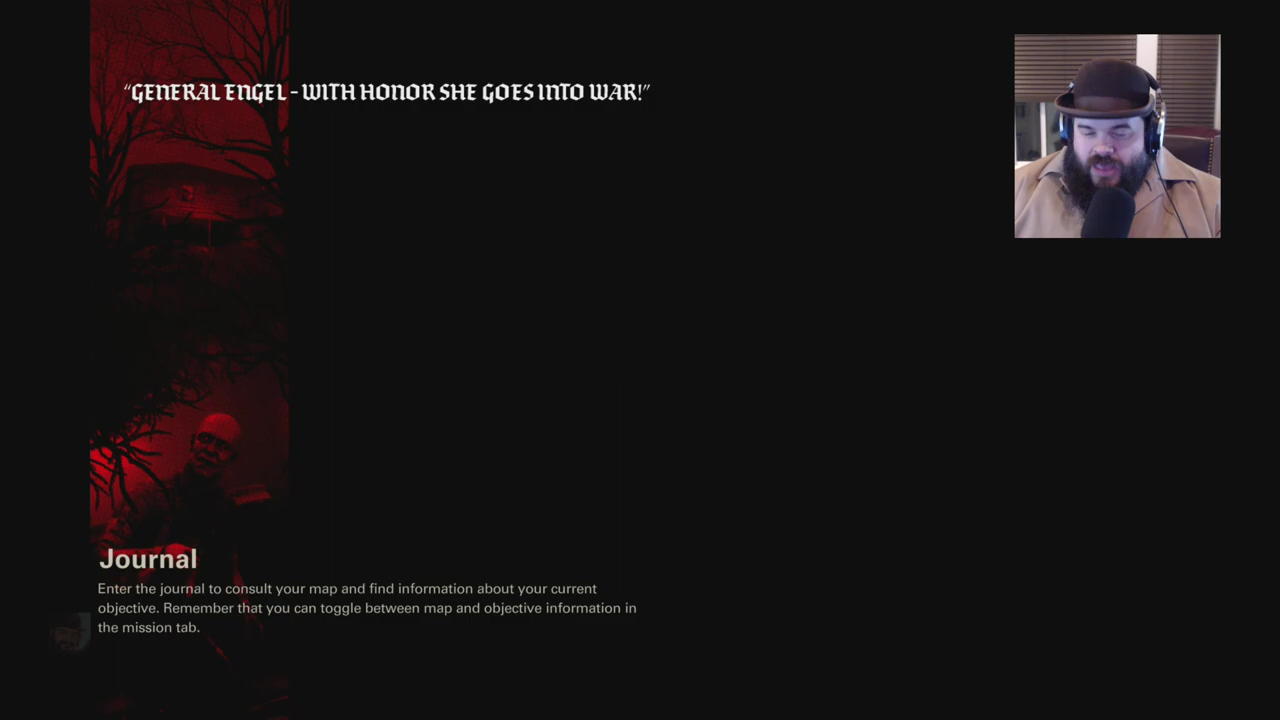 “GENERAL ENGEL – WITH HONOR SHE GOES INTO WAR!”
Journal
Enter the journal to consult your map and find information about your current
objective. Remember that you can toggle between map and objective information in
the mission tab.